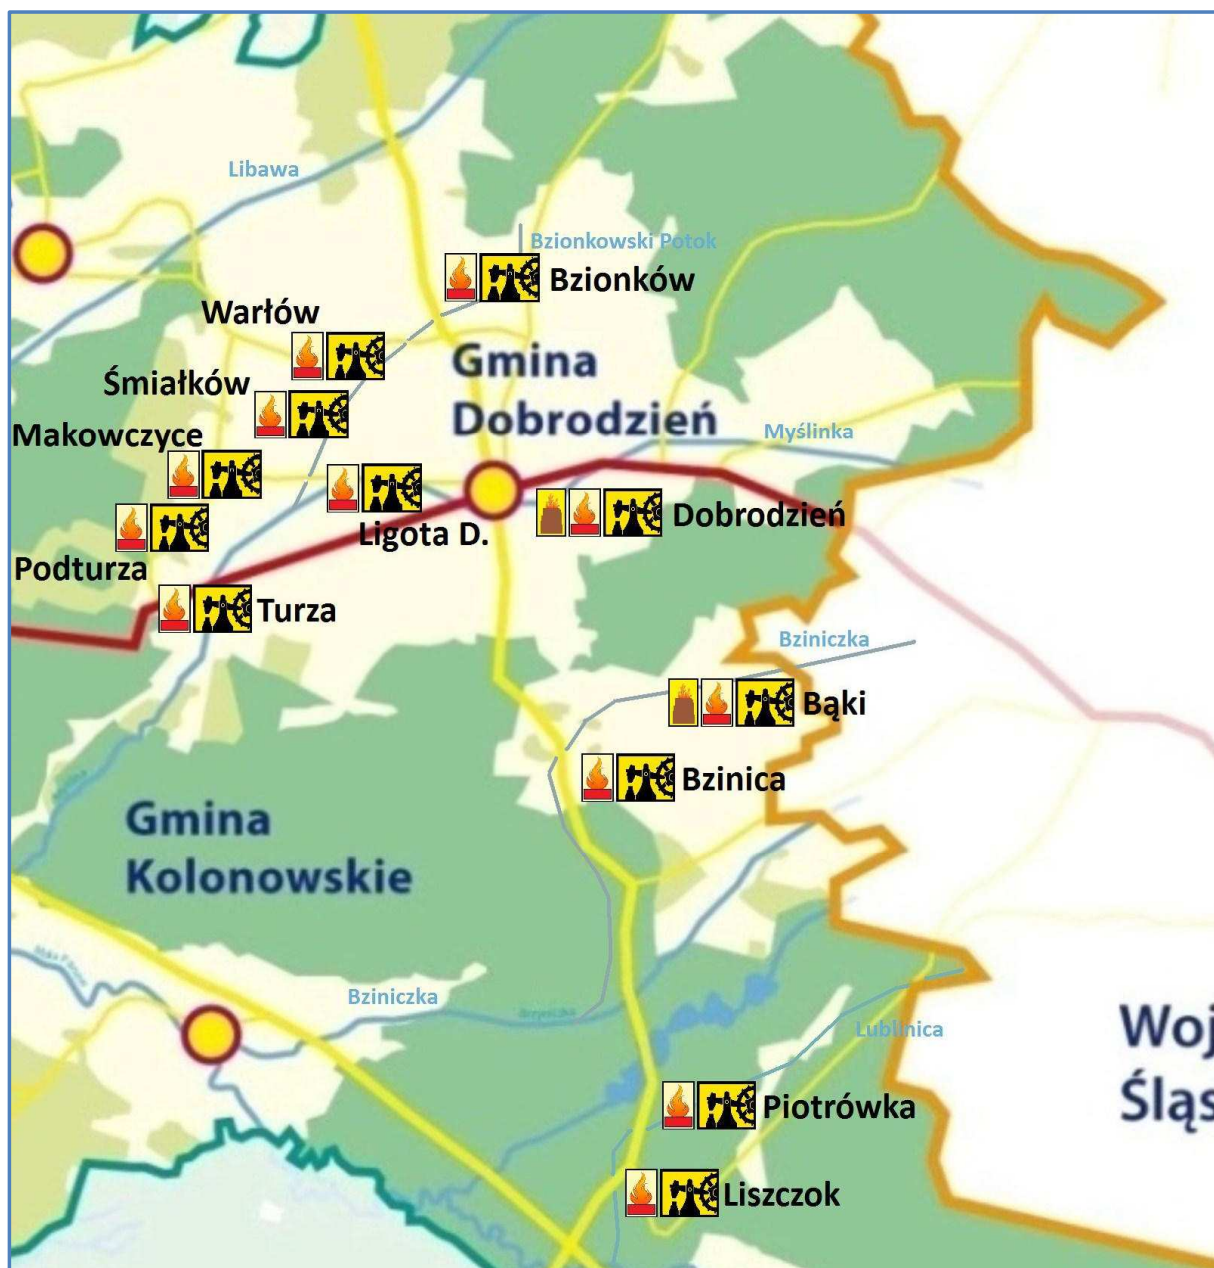 Libawa
Bzionkowski Potok
Bzionków
Warłów
Gmina
Dobrodzień
Śmiałków
Makowczyce
Myślinka
Ligota D.
Dobrodzień
Podturza
Turza
Bziniczka
Bąki
Bzinica
Gmina
Kolonowskie
Bziniczka
Lublinica
Woj
Śląs
Piotrówka
Liszczok